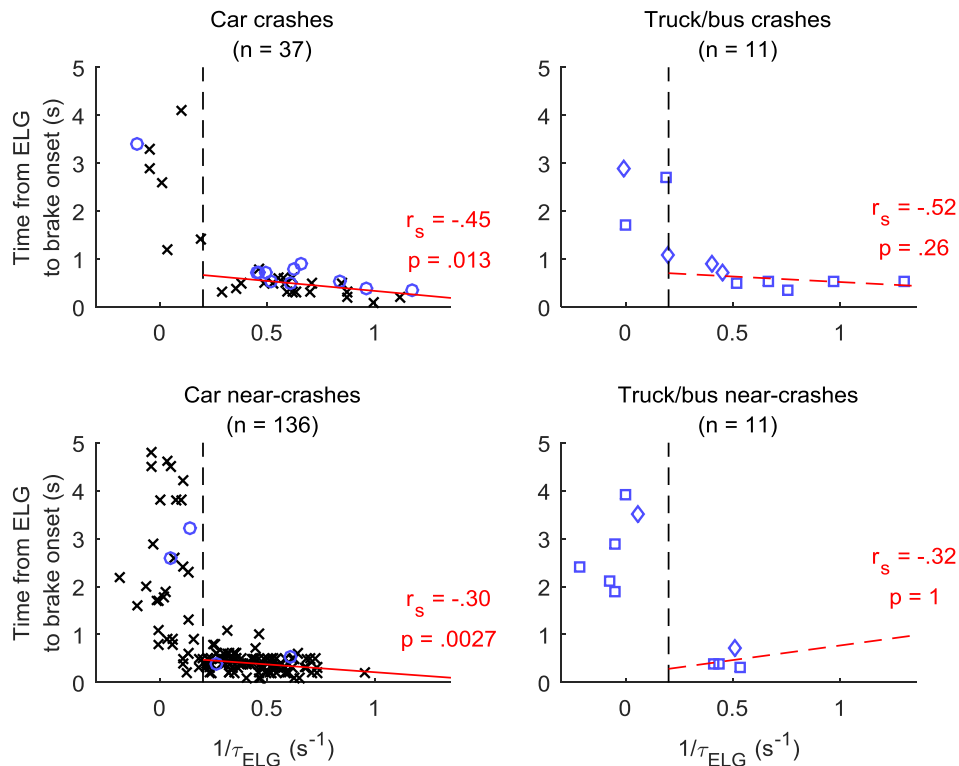 Car crashes
(n = 37)
Time from ELG
to brake onset (s)
5
4
3
2
1
0
0 0.5 1
r_s = -.45
p = .013
Truck/bus crashes
(n = 11)
5
4
3
2
1
0
0 0.5 1
r_s = -.52
p = .26
Car near-crashes
(n = 136)
Time from ELG
to brake onset (s)
5
4
3
2
1
0
0 0.5 1
1/τ_ELG (s^-1)
r_s = -.30
p = .0027
Truck/bus near-crashes
(n = 11)
5
4
3
2
1
0
0 0.5 1
1/τ_ELG (s^-1)
r_s = -.32
p = 1